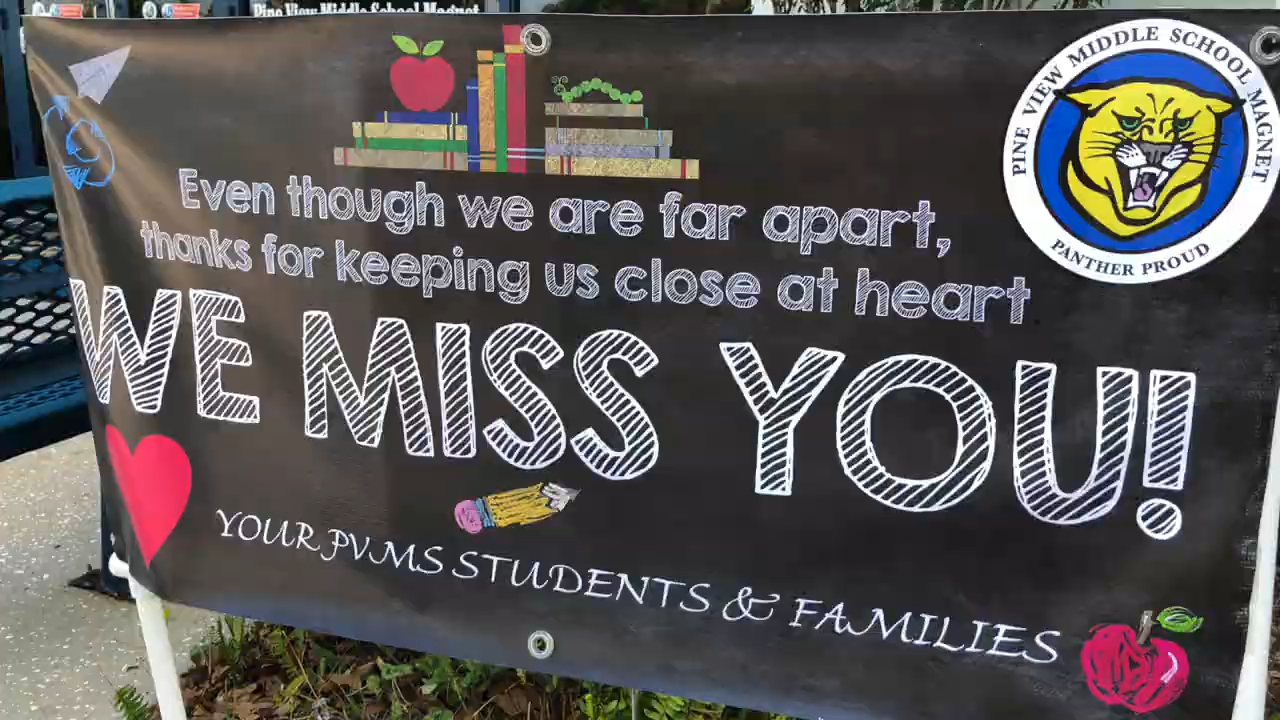 Pine View Middle School Magnet
PINE VIEW MIDDLE SCHOOL MAGNET
PANTHER PROUD
Even though we are far apart,
thanks for keeping us close at heart
WE MISS YOU!
YOUR PVMS STUDENTS & FAMILIES